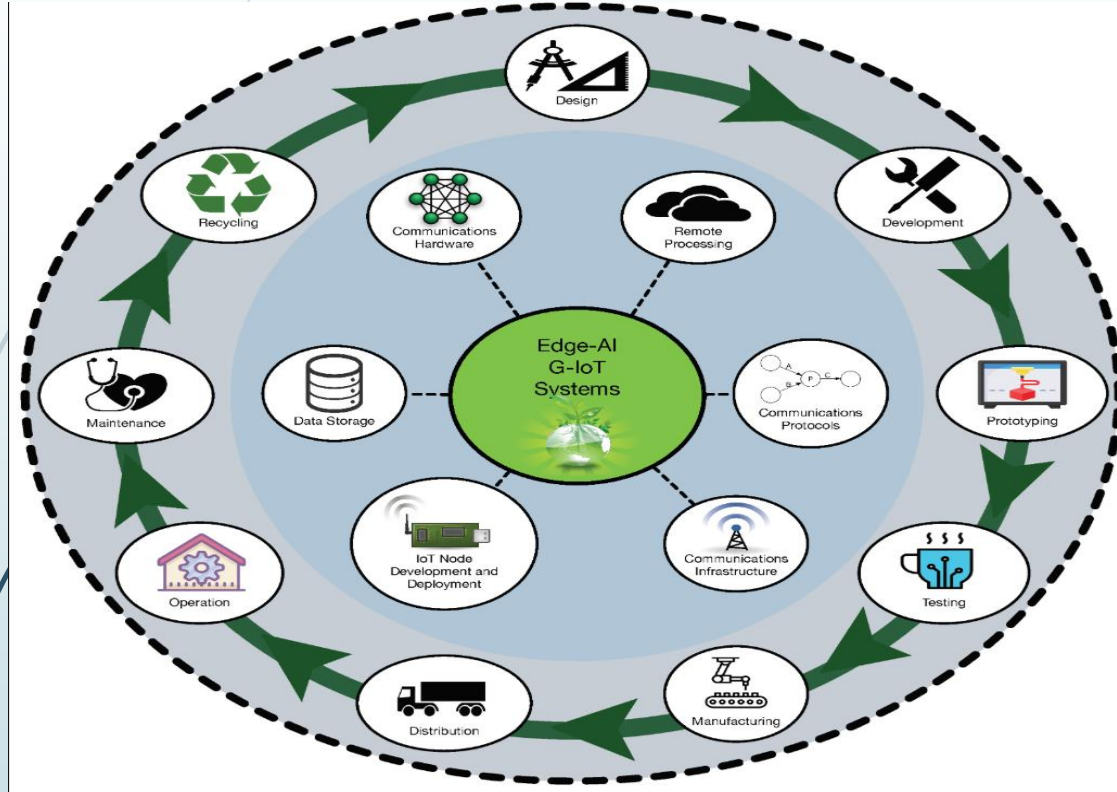 Design
Recycling
Communications
Hardware
Remote
Processing
Development
Edge-AI
G-IoT
Systems
Maintenance
Data Storage
A
B
P
C
Communications
Protocols
Prototyping
IoT Node
Development and
Deployment
Communications
Infrastructure
Operation
Testing
Distribution
Manufacturing